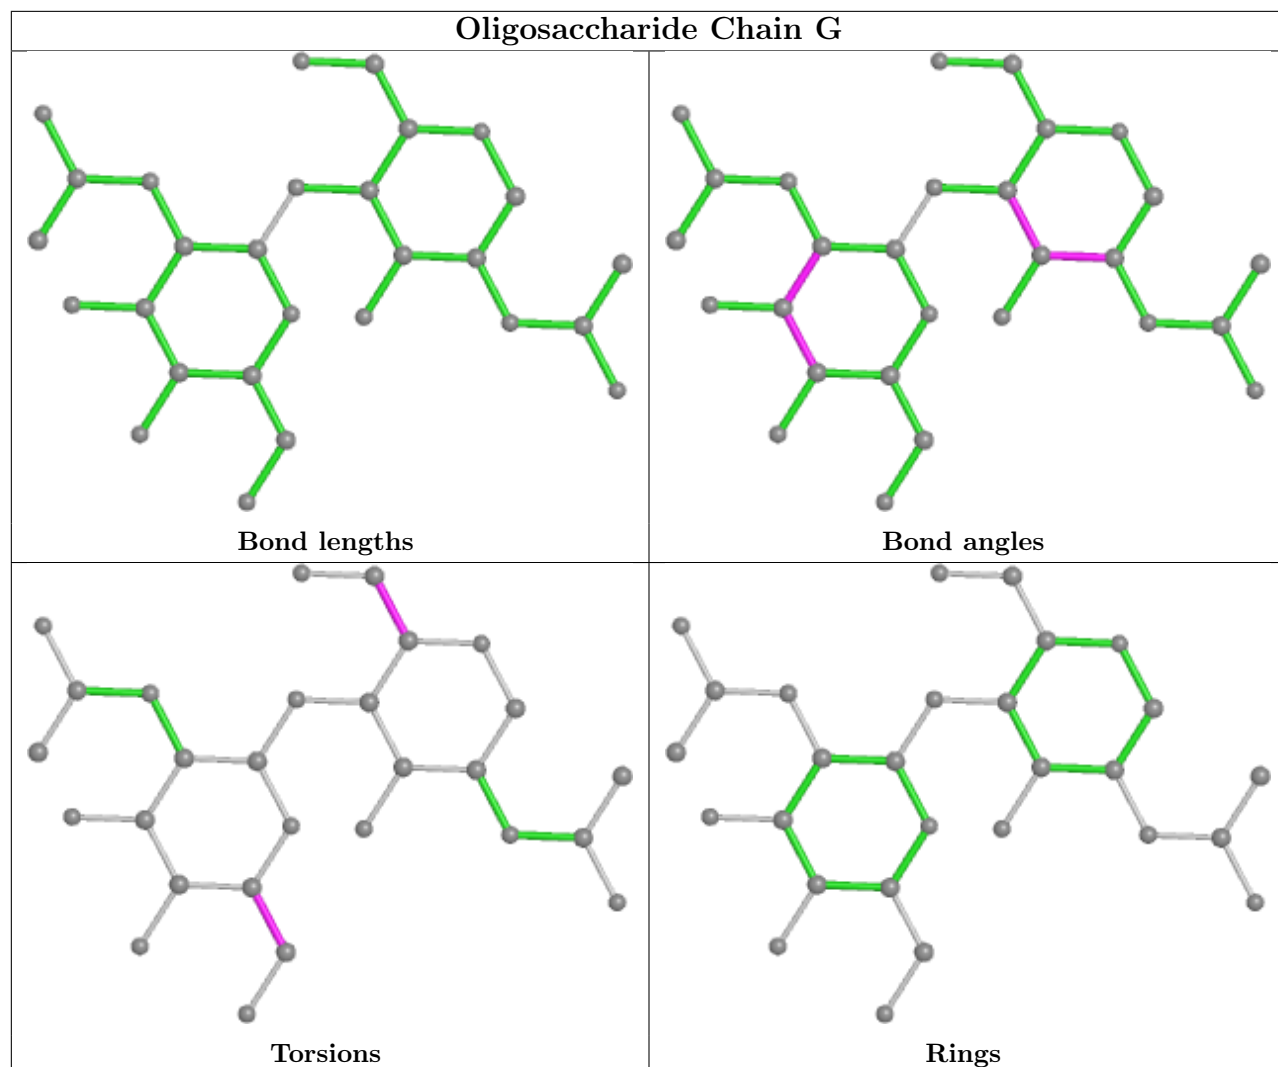 Oligosaccharide Chain G
Bond lengths
Bond angles
Torsions
Rings